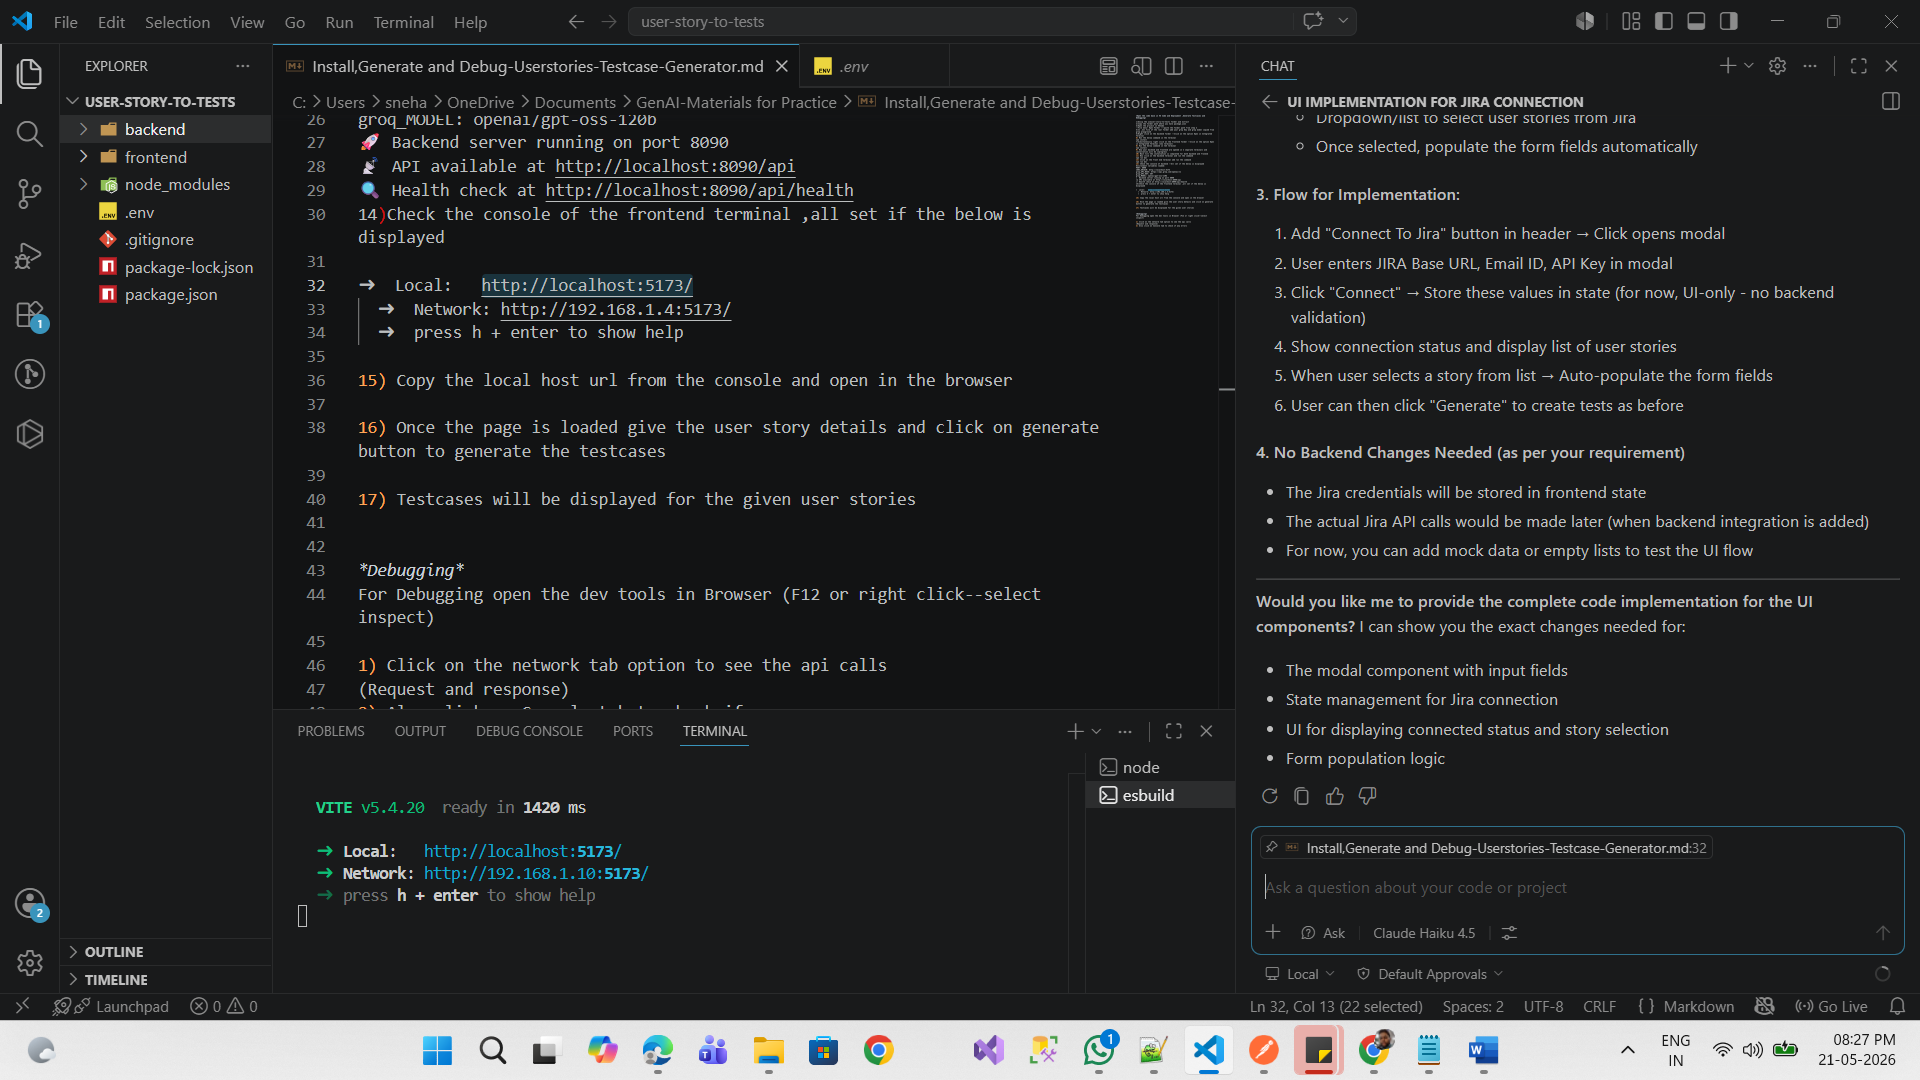 File Edit Selection View Go Run Terminal Help
user-story-to-tests
EXPLORER
USER-STORY-TO-TESTS
backend
frontend
node_modules
.env
.gitignore
package-lock.json
package.json
OUTLINE
TIMELINE
1
2
Install,Generate and Debug-Userstories-Testcase-Generator.md
.env
C: > Users > sneha > OneDrive > Documents > GenAI-Materials for Practice > Install,Generate and Debug-Userstories-Testcase-
26 groq_MODEL: openai/gpt-oss-120b
27 🚀 Backend server running on port 8090
28 📡 API available at http://localhost:8090/api
29 🔍 Health check at http://localhost:8090/api/health
30 14)Check the console of the frontend terminal ,all set if the below is
displayed
31
32 ➜ Local: http://localhost:5173/
33 ➜ Network: http://192.168.1.4:5173/
34 ➜ press h + enter to show help
35
36 15) Copy the local host url from the console and open in the browser
37
38 16) Once the page is loaded give the user story details and click on generate
button to generate the testcases
39
40 17) Testcases will be displayed for the given user stories
41
42
43 *Debugging*
44 For Debugging open the dev tools in Browser (F12 or right click--select
inspect)
45
46 1) Click on the network tab option to see the api calls
47 (Request and response)
PROBLEMS OUTPUT DEBUG CONSOLE PORTS TERMINAL
node
esbuild
VITE v5.4.20 ready in 1420 ms
➜ Local: http://localhost:5173/
➜ Network: http://192.168.1.10:5173/
➜ press h + enter to show help
CHAT
UI IMPLEMENTATION FOR JIRA CONNECTION
Dropdown/list to select user stories from Jira
Once selected, populate the form fields automatically
3. Flow for Implementation:
1. Add "Connect To Jira" button in header → Click opens modal
2. User enters JIRA Base URL, Email ID, API Key in modal
3. Click "Connect" → Store these values in state (for now, UI-only - no backend
validation)
4. Show connection status and display list of user stories
5. When user selects a story from list → Auto-populate the form fields
6. User can then click "Generate" to create tests as before
4. No Backend Changes Needed (as per your requirement)
The Jira credentials will be stored in frontend state
The actual Jira API calls would be made later (when backend integration is added)
For now, you can add mock data or empty lists to test the UI flow
Would you like me to provide the complete code implementation for the UI
components? I can show you the exact changes needed for:
The modal component with input fields
State management for Jira connection
UI for displaying connected status and story selection
Form population logic
Install,Generate and Debug-Userstories-Testcase-Generator.md:32
Ask a question about your code or project
Ask Claude Haiku 4.5
Local Default Approvals
Launchpad 0 0
Ln 32, Col 13 (22 selected) Spaces: 2 UTF-8 CRLF { } Markdown Go Live
1
ENG
IN
08:27 PM
21-05-2026